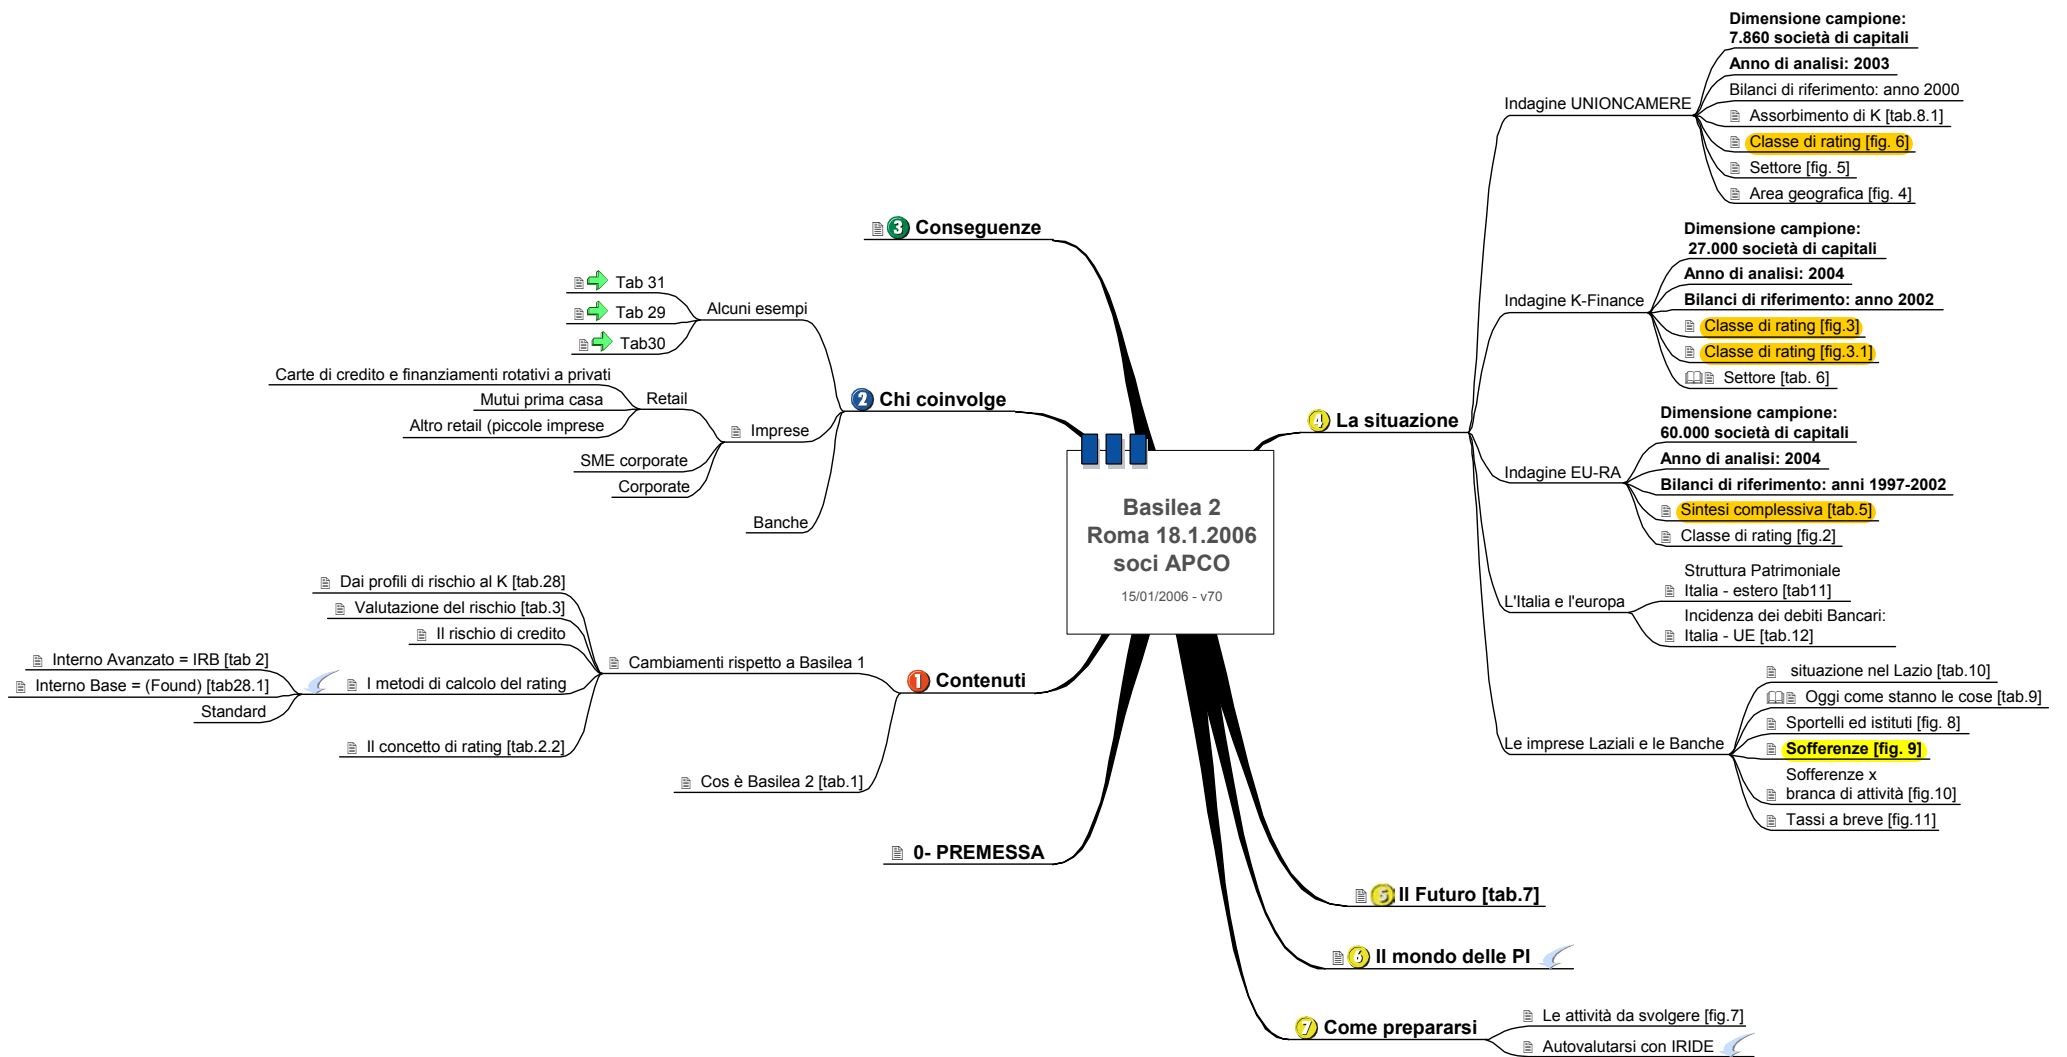 Basilea 2
Roma 18.1.2006
soci APCO
15/01/2006 - v70
0- PREMESSA
1 Contenuti
Cambiamenti rispetto a Basilea 1
Dai profili di rischio al K [tab.28]
Valutazione del rischio [tab.3]
Il rischio di credito
I metodi di calcolo del rating
Interno Avanzato = IRB [tab 2]
Interno Base = (Found) [tab28.1]
Standard
Il concetto di rating [tab.2.2]
Cos è Basilea 2 [tab.1]
2 Chi coinvolge
Alcuni esempi
Tab 31
Tab 29
Tab30
Imprese
Retail
Carte di credito e finanziamenti rotativi a privati
Mutui prima casa
Altro retail (piccole imprese
SME corporate
Corporate
Banche
3 Conseguenze
4 La situazione
Indagine UNIONCAMERE
Dimensione campione:
7.860 società di capitali
Anno di analisi: 2003
Bilanci di riferimento: anno 2000
Assorbimento di K [tab.8.1]
Classe di rating [fig. 6]
Settore [fig. 5]
Area geografica [fig. 4]
Indagine K-Finance
Dimensione campione:
27.000 società di capitali
Anno di analisi: 2004
Bilanci di riferimento: anno 2002
Classe di rating [fig.3]
Classe di rating [fig.3.1]
Settore [tab. 6]
Indagine EU-RA
Dimensione campione:
60.000 società di capitali
Anno di analisi: 2004
Bilanci di riferimento: anni 1997-2002
Sintesi complessiva [tab.5]
Classe di rating [fig.2]
L'Italia e l'europa
Struttura Patrimoniale
Italia - estero [tab11]
Incidenza dei debiti Bancari:
Italia - UE [tab.12]
Le imprese Laziali e le Banche
situazione nel Lazio [tab.10]
Oggi come stanno le cose [tab.9]
Sportelli ed istituti [fig. 8]
Sofferenze [fig. 9]
Sofferenze x
branca di attività [fig.10]
Tassi a breve [fig.11]
5 Il Futuro [tab.7]
6 Il mondo delle PI
7 Come prepararsi
Le attività da svolgere [fig.7]
Autovalutarsi con IRIDE